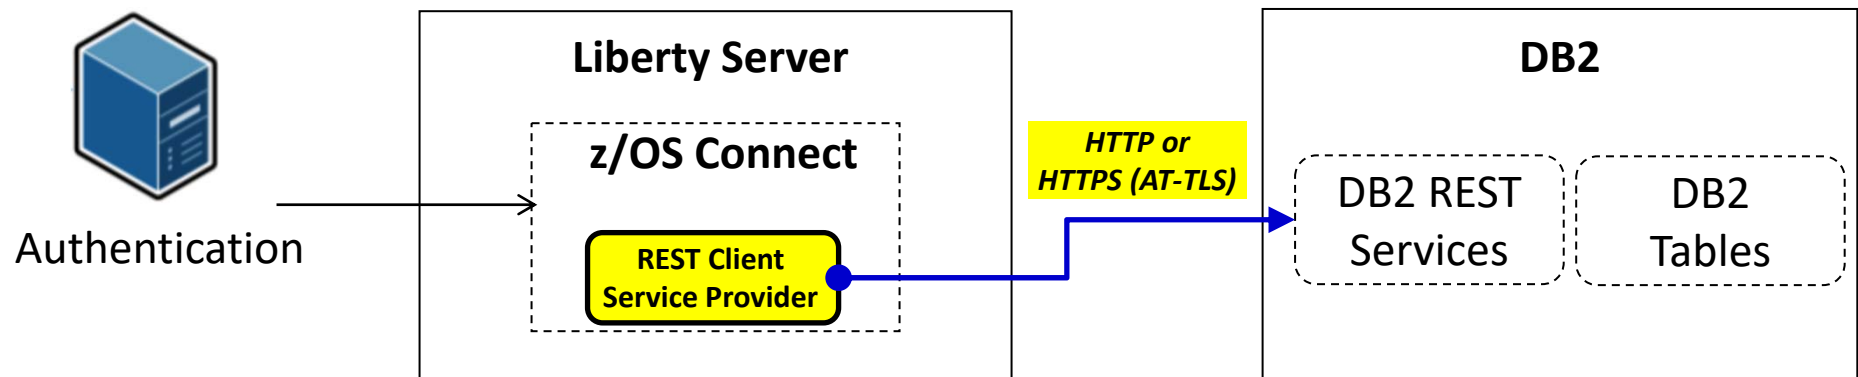 Authentication
Liberty Server
z/OS Connect
REST Client
Service Provider
HTTP or
HTTPS (AT-TLS)
DB2
DB2 REST
Services
DB2
Tables